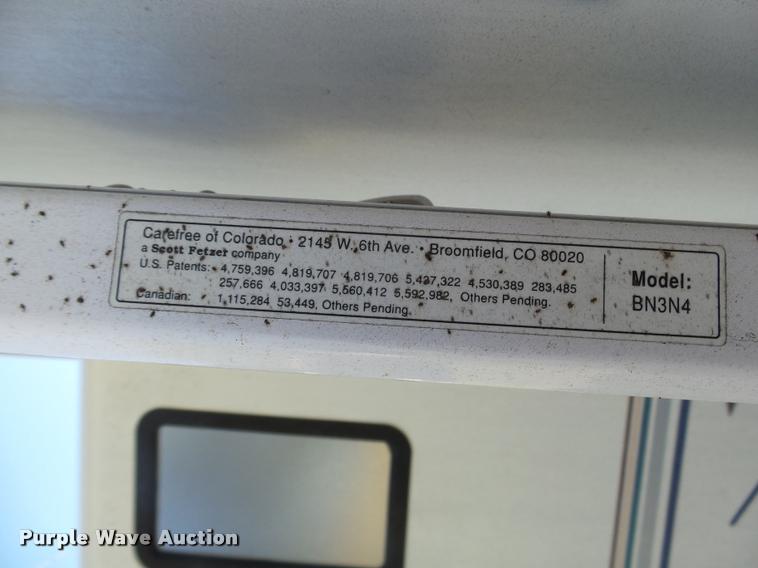 Carefree of Colorado • 2145 W. 6th Ave. • Broomfield, CO 80020
a Scott Fetzer company
U.S. Patents: 4,759,396 4,819,707 4,819,706 5,437,322 4,530,389 283,485
257,666 4,033,397 5,560,412 5,592,982, Others Pending.
Canadian: 1,115,284 53,449, Others Pending.
Model:
BN3N4
Purple Wave Auction